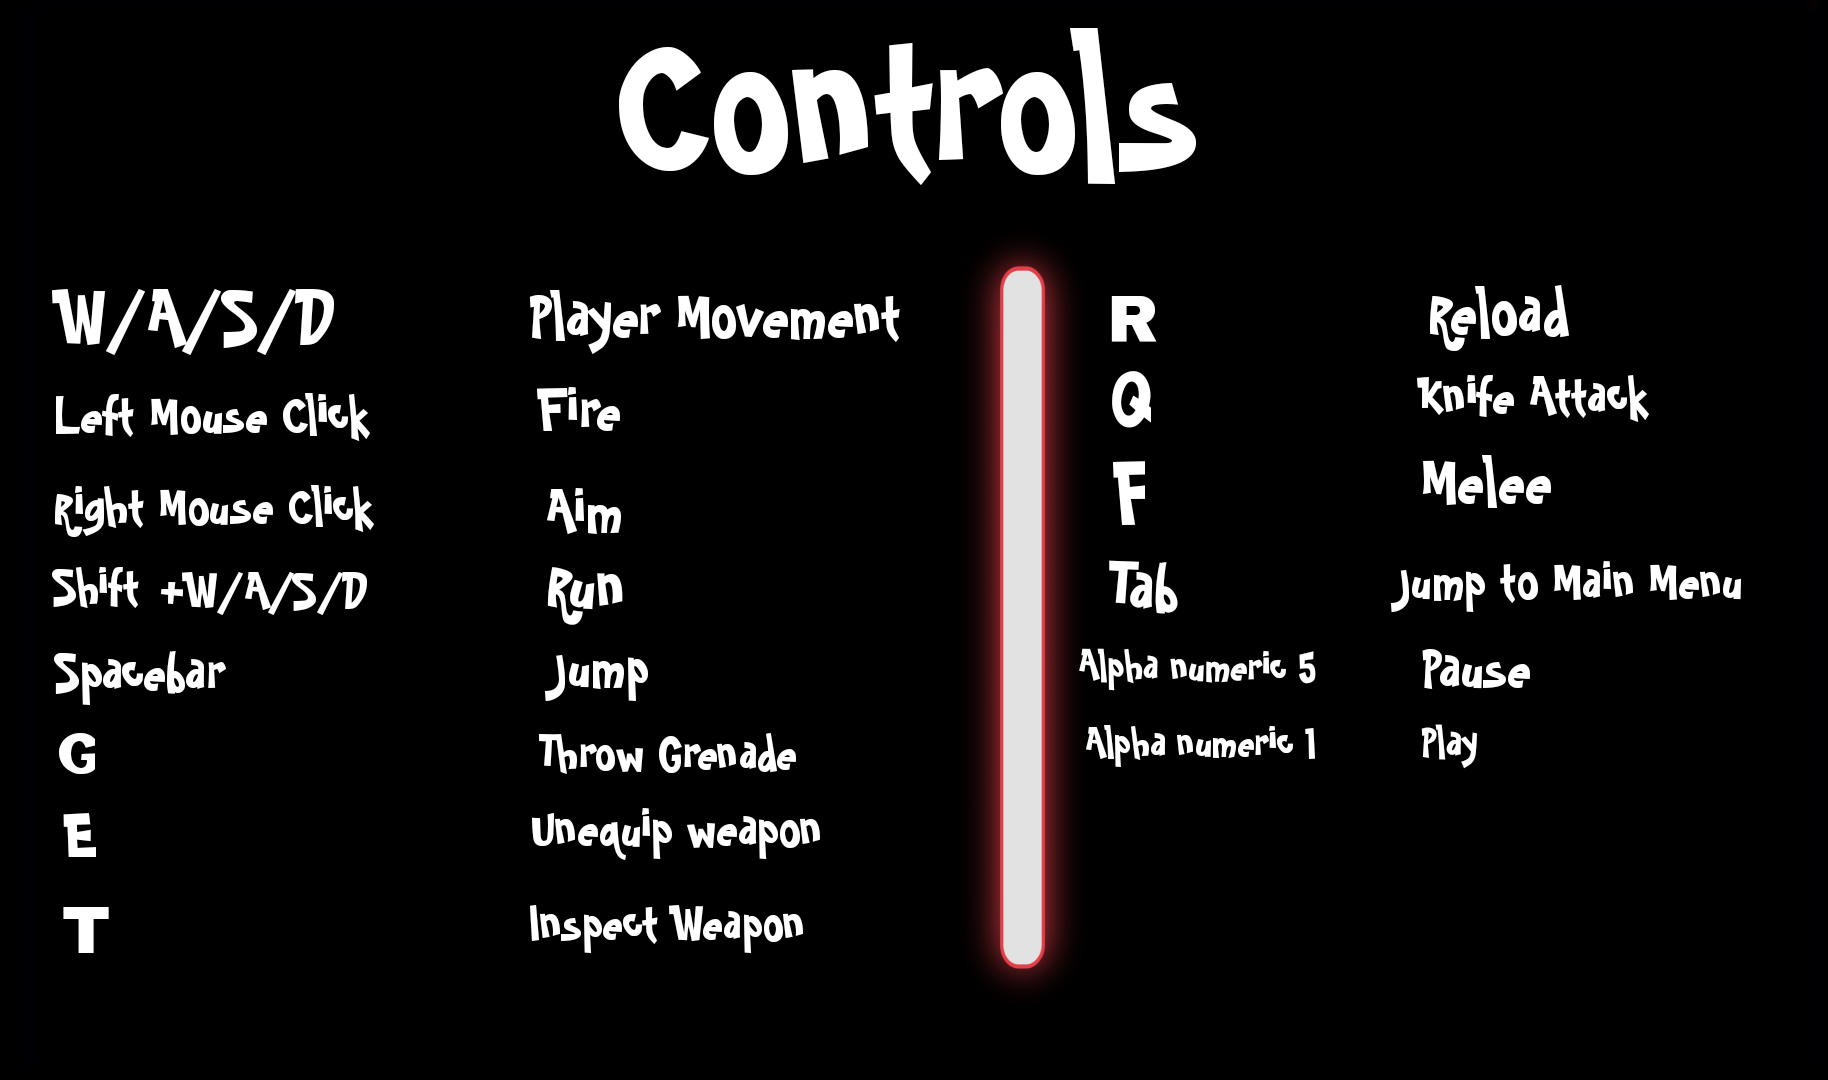 Controls
W/A/S/D Player Movement
Left Mouse Click Fire
Right Mouse Click Aim
Shift +W/A/S/D Run
Spacebar Jump
G Throw Grenade
E Unequip weapon
T Inspect Weapon
R Reload
Q Knife Attack
F Melee
Tab Jump to Main Menu
Alpha numeric 5 Pause
Alpha numeric 1 Play